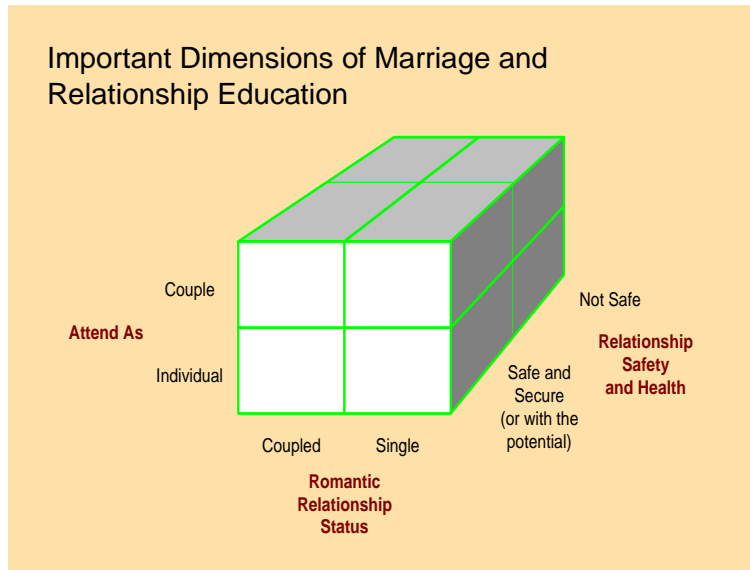 Important Dimensions of Marriage and
Relationship Education
Couple
Attend As
Individual
Coupled
Single
Romantic
Relationship
Status
Safe and
Secure
(or with the
potential)
Not Safe
Relationship
Safety
and Health